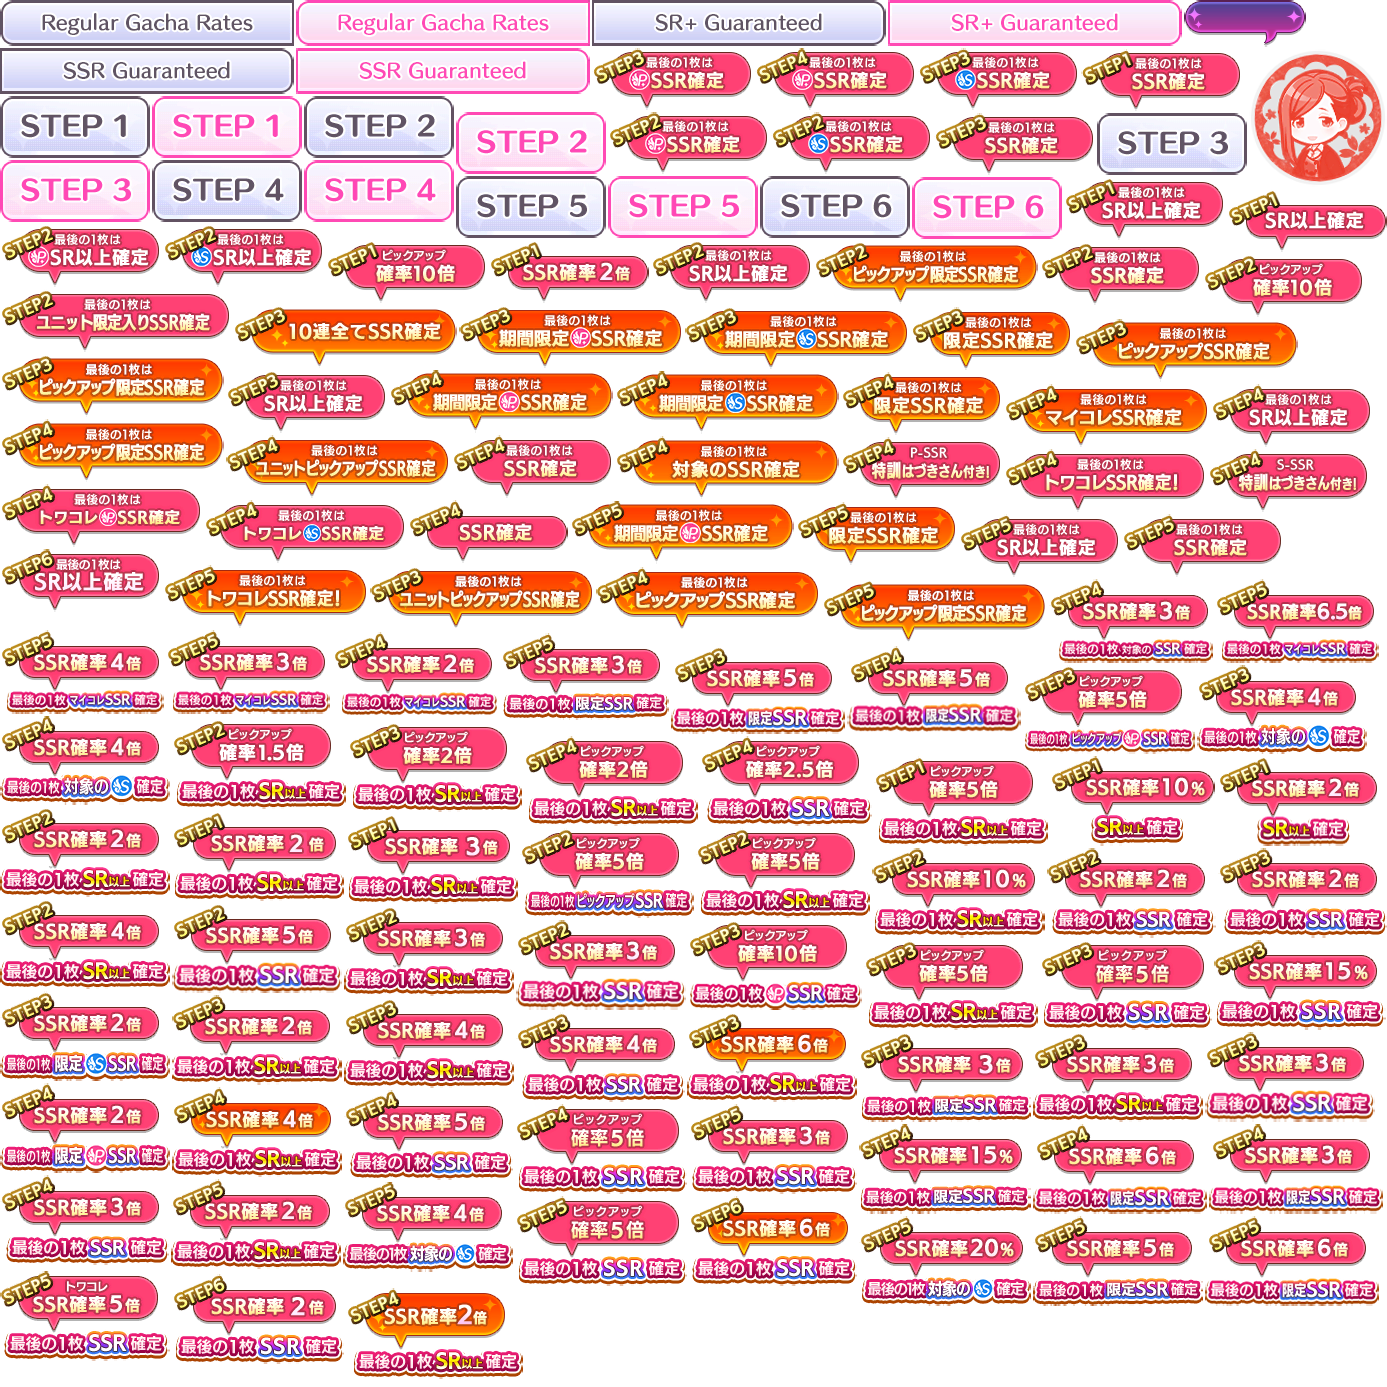 Regular Gacha Rates
Regular Gacha Rates
SR+ Guaranteed
SR+ Guaranteed
SSR Guaranteed
SSR Guaranteed
STEP3 最後の1枚は
P SSR確定
STEP4 最後の1枚は
P SSR確定
STEP3 最後の1枚は
S SSR確定
STEP1 最後の1枚は
SSR確定
STEP 1
STEP 1
STEP 2
STEP 2
STEP2 最後の1枚は
P SSR確定
STEP2 最後の1枚は
S SSR確定
STEP3 最後の1枚は
SSR確定
STEP 3
STEP 3
STEP 4
STEP 4
STEP 5
STEP 5
STEP 6
STEP 6
STEP1 最後の1枚は
SR以上確定
STEP1
SR以上確定
STEP2 最後の1枚は
P SR以上確定
STEP2 最後の1枚は
S SR以上確定
STEP1 ピックアップ
確率10倍
STEP1
SSR確率2倍
STEP2 最後の1枚は
SR以上確定
STEP2 最後の1枚は
ピックアップ限定SSR確定
STEP2 最後の1枚は
SSR確定
STEP2 ピックアップ
確率10倍
STEP2 最後の1枚は
ユニット限定入りSSR確定
STEP3
10連全てSSR確定
STEP3 最後の1枚は
期間限定P SSR確定
STEP3 最後の1枚は
期間限定S SSR確定
STEP3 最後の1枚は
限定SSR確定
STEP3 最後の1枚は
ピックアップSSR確定
STEP3 最後の1枚は
ピックアップ限定SSR確定
STEP3 最後の1枚は
SR以上確定
STEP4 最後の1枚は
期間限定P SSR確定
STEP4 最後の1枚は
期間限定S SSR確定
STEP4 最後の1枚は
限定SSR確定
STEP4 最後の1枚は
マイコレSSR確定
STEP4 最後の1枚は
SR以上確定
STEP4 最後の1枚は
ピックアップ限定SSR確定
STEP4 最後の1枚は
ユニットピックアップSSR確定
STEP4 最後の1枚は
SSR確定
STEP4 最後の1枚は
対象のSSR確定
STEP4 P-SSR
特訓はづきさん付き!
STEP4 最後の1枚は
トワコレSSR確定!
STEP4 S-SSR
特訓はづきさん付き!
STEP4 最後の1枚は
トワコレP SSR確定
STEP4 最後の1枚は
トワコレS SSR確定
STEP4
SSR確定
STEP5 最後の1枚は
期間限定P SSR確定
STEP5 最後の1枚は
限定SSR確定
STEP5 最後の1枚は
SR以上確定
STEP5 最後の1枚は
SSR確定
STEP6 最後の1枚は
SR以上確定
STEP5 最後の1枚は
トワコレSSR確定!
STEP3 最後の1枚は
ユニットピックアップSSR確定
STEP4 最後の1枚は
ピックアップSSR確定
STEP5 最後の1枚は
ピックアップ限定SSR確定
STEP4 SSR確率3倍
最後の1枚 対象のSSR確定
STEP5 SSR確率6.5倍
最後の1枚マイコレSSR確定
STEP5 SSR確率4倍
最後の1枚マイコレSSR確定
STEP5 SSR確率3倍
最後の1枚マイコレSSR確定
STEP4 SSR確率2倍
最後の1枚マイコレSSR確定
STEP5 SSR確率3倍
最後の1枚 限定SSR確定
STEP3 SSR確率5倍
最後の1枚限定SSR確定
STEP4 SSR確率5倍
最後の1枚 限定SSR確定
STEP3 ピックアップ
確率5倍
最後の1枚 ピックアップ P SSR確定
STEP3 SSR確率4倍
最後の1枚 対象の S 確定
STEP4 SSR確率4倍
最後の1枚 対象の S 確定
STEP2 ピックアップ
確率1.5倍
最後の1枚 SR以上確定
STEP3 ピックアップ
確率2倍
最後の1枚 SR以上確定
STEP4 ピックアップ
確率2倍
最後の1枚 SR以上確定
STEP4 ピックアップ
確率2.5倍
最後の1枚 SSR確定
STEP1 ピックアップ
確率5倍
最後の1枚 SR以上確定
STEP1 SSR確率10%
SR以上確定
STEP1 SSR確率2倍
SR以上確定
STEP2 SSR確率2倍
最後の1枚 SR以上確定
STEP1 SSR確率2倍
最後の1枚 SR以上確定
STEP1 SSR確率3倍
最後の1枚 SR以上確定
STEP2 ピックアップ
確率5倍
最後の1枚ピックアップSSR確定
STEP2 ピックアップ
確率5倍
最後の1枚 SR以上確定
STEP2 SSR確率10%
最後の1枚 SR以上確定
STEP2 SSR確率2倍
最後の1枚 SSR確定
STEP3 SSR確率2倍
最後の1枚 SSR確定
STEP2 SSR確率4倍
最後の1枚 SR以上確定
STEP2 SSR確率5倍
最後の1枚 SSR確定
STEP2 SSR確率3倍
最後の1枚 SR以上確定
STEP2 SSR確率3倍
最後の1枚 SSR確定
STEP3 ピックアップ
確率10倍
最後の1枚 P SSR確定
STEP3 ピックアップ
確率5倍
最後の1枚 SR以上確定
STEP3 ピックアップ
確率5倍
最後の1枚 SSR確定
STEP3 SSR確率15%
最後の1枚 SSR確定
STEP3 SSR確率2倍
最後の1枚 限定 S SSR確定
STEP3 SSR確率2倍
最後の1枚 SR以上確定
STEP3 SSR確率4倍
最後の1枚 SR以上確定
STEP3 SSR確率4倍
最後の1枚 SSR確定
STEP3 SSR確率6倍
最後の1枚 SR以上確定
STEP3 SSR確率3倍
最後の1枚 限定SSR確定
STEP3 SSR確率3倍
最後の1枚 SR以上確定
STEP3 SSR確率3倍
最後の1枚 SSR確定
STEP4 SSR確率2倍
最後の1枚 限定 P SSR確定
STEP4 SSR確率4倍
最後の1枚 SR以上確定
STEP4 SSR確率5倍
最後の1枚 SSR確定
STEP4 ピックアップ
確率5倍
最後の1枚 SSR確定
STEP5 SSR確率3倍
最後の1枚 SSR確定
STEP4 SSR確率15%
最後の1枚 限定SSR確定
STEP4 SSR確率6倍
最後の1枚 限定SSR確定
STEP4 SSR確率3倍
最後の1枚 限定SSR確定
STEP4 SSR確率3倍
最後の1枚 SSR確定
STEP5 SSR確率2倍
最後の1枚 SR以上確定
STEP5 SSR確率4倍
最後の1枚 対象の S 確定
STEP5 ピックアップ
確率5倍
最後の1枚 SSR確定
STEP6 SSR確率6倍
最後の1枚 SSR確定
STEP5 SSR確率20%
最後の1枚 対象の S 確定
STEP5 SSR確率5倍
最後の1枚 限定SSR確定
STEP5 SSR確率6倍
最後の1枚 限定SSR確定
STEP5 トワコレ
SSR確率5倍
最後の1枚 SSR確定
STEP6 SSR確率2倍
最後の1枚 SSR確定
STEP4 SSR確率2倍
最後の1枚 SR以上確定